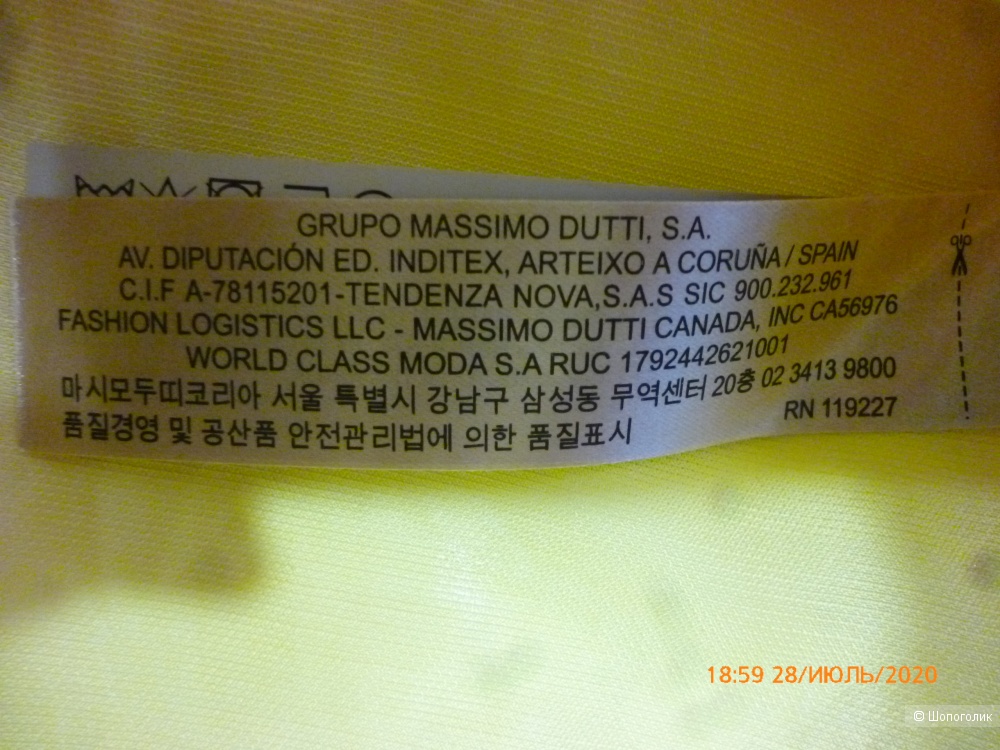 GRUPO MASSIMO DUTTI, S.A.
AV. DIPUTACIÓN ED. INDITEX, ARTEIXO A CORUÑA / SPAIN
C.I.F A-78115201-TENDENZA NOVA,S.A.S SIC 900.232.961
FASHION LOGISTICS LLC - MASSIMO DUTTI CANADA, INC CA56976
WORLD CLASS MODA S.A RUC 1792442621001
마시모두띠코리아 서울 특별시 강남구 삼성동 무역센터 20층 02 3413 9800
품질경영 및 공산품 안전관리법에 의한 품질표시 RN 119227
18:59 28/ИЮЛЬ/2020
© Шопоголик